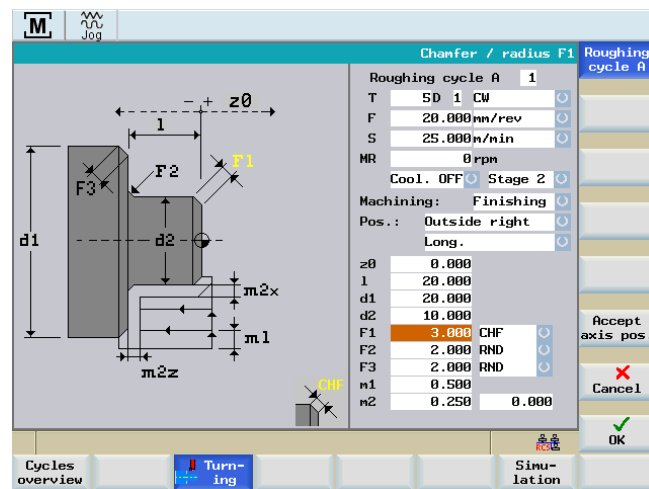 M
Jog
Chamfer / radius F1
Roughing
cycle A
Roughing cycle A 1
T 5 D 1 CW
F 20.000 mm/rev
S 25.000 m/min
MR 0 rpm
Cool. OFF Stage 2
Machining: Finishing
Pos.: Outside right
Long.
z0 0.000
l 20.000
d1 20.000
d2 10.000
F1 3.000 CHF
F2 2.000 RND
F3 2.000 RND
m1 0.500
m2 0.250 0.000
- + z0
l
F1
F2
F3
d1
d2
m2x
m1
m2z
CHF
Accept
axis pos
Cancel
OK
RCS
Cycles
overview
Turn-
ing
Simu-
lation